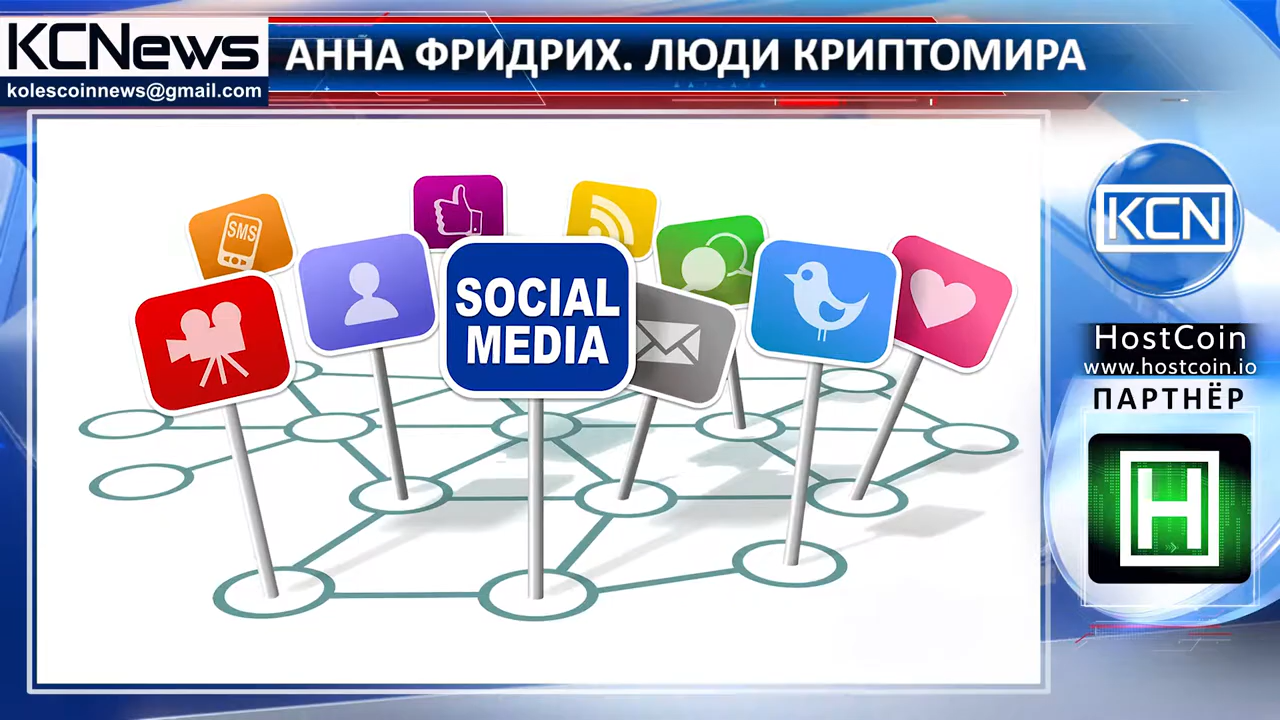 KCNews
kolescoinnews@gmail.com
АННА ФРИДРИХ. ЛЮДИ КРИПТОМИРА
SMS
SOCIAL
MEDIA
KCN
HostCoin
www.hostcoin.io
ПАРТНЁР
H